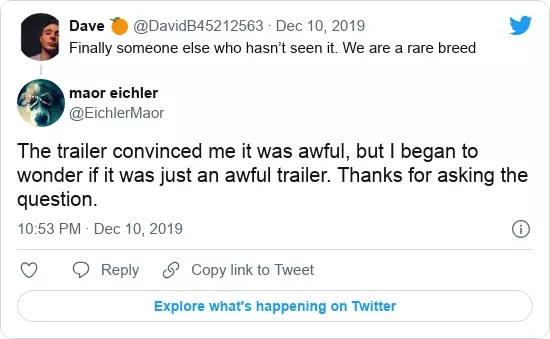 Dave 🍊 @DavidB45212563 · Dec 10, 2019
Finally someone else who hasn’t seen it. We are a rare breed
maor eichler
@EichlerMaor
The trailer convinced me it was awful, but I began to
wonder if it was just an awful trailer. Thanks for asking the
question.
10:53 PM · Dec 10, 2019
Reply Copy link to Tweet
Explore what's happening on Twitter